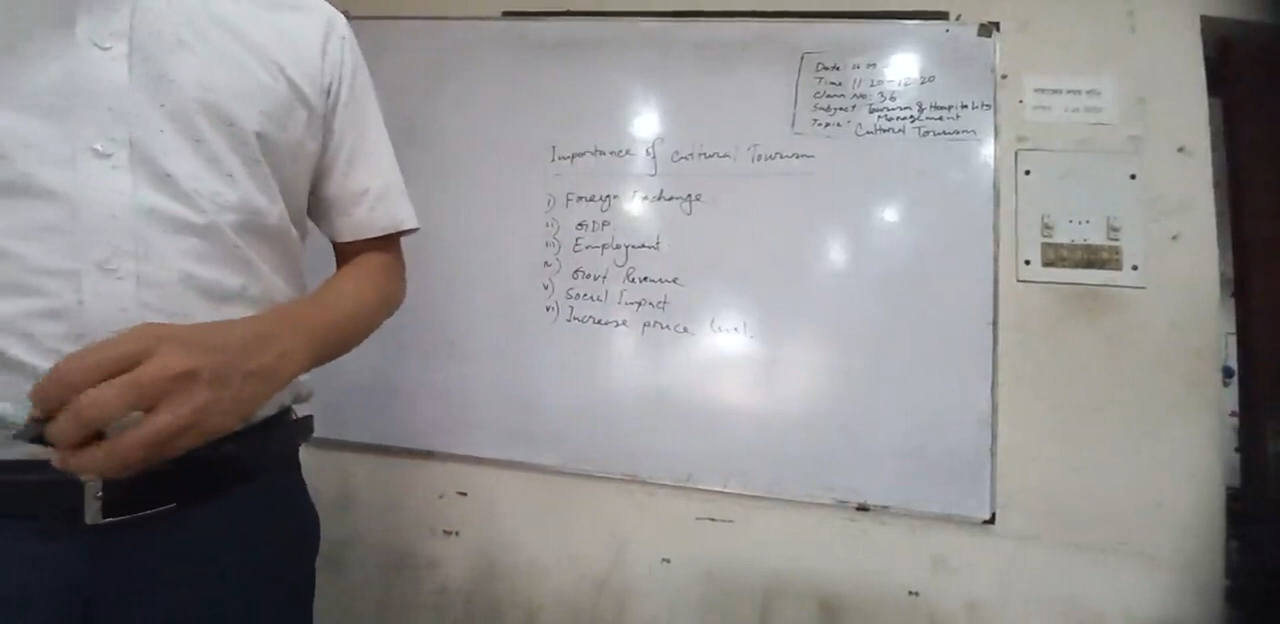 Date: 06 09
Time 11:20-12:20
Class No: 36
Subject Tourism & Hospitality
Management
Topic- Cultural Tourism
Importance of Cultural Tourism
i) Foreign Exchange
ii) GDP.
iii) Employment.
iv) Govt Revenue
v) Social Impact
vi) Increase price level.